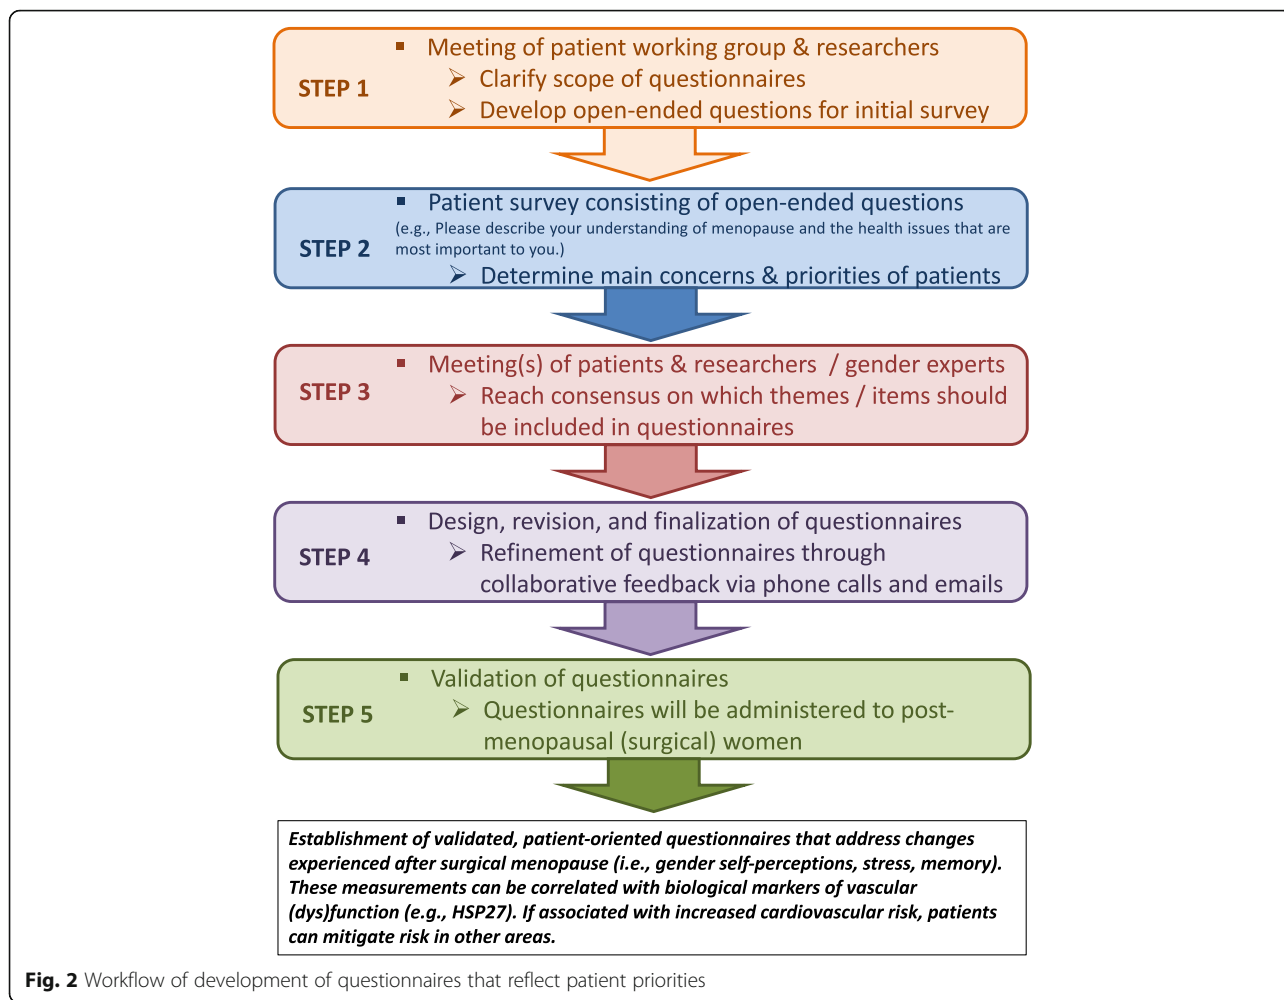 ▪ Meeting of patient working group & researchers
STEP 1
➢ Clarify scope of questionnaires
➢ Develop open-ended questions for initial survey
▪ Patient survey consisting of open-ended questions
(e.g., Please describe your understanding of menopause and the health issues that are
STEP 2
most important to you.)
➢ Determine main concerns & priorities of patients
▪ Meeting(s) of patients & researchers / gender experts
STEP 3
➢ Reach consensus on which themes / items should
be included in questionnaires
▪ Design, revision, and finalization of questionnaires
STEP 4
➢ Refinement of questionnaires through
collaborative feedback via phone calls and emails
▪ Validation of questionnaires
STEP 5
➢ Questionnaires will be administered to post-
menopausal (surgical) women
Establishment of validated, patient-oriented questionnaires that address changes
experienced after surgical menopause (i.e., gender self-perceptions, stress, memory).
These measurements can be correlated with biological markers of vascular
(dys)function (e.g., HSP27). If associated with increased cardiovascular risk, patients
can mitigate risk in other areas.
Fig. 2 Workflow of development of questionnaires that reflect patient priorities